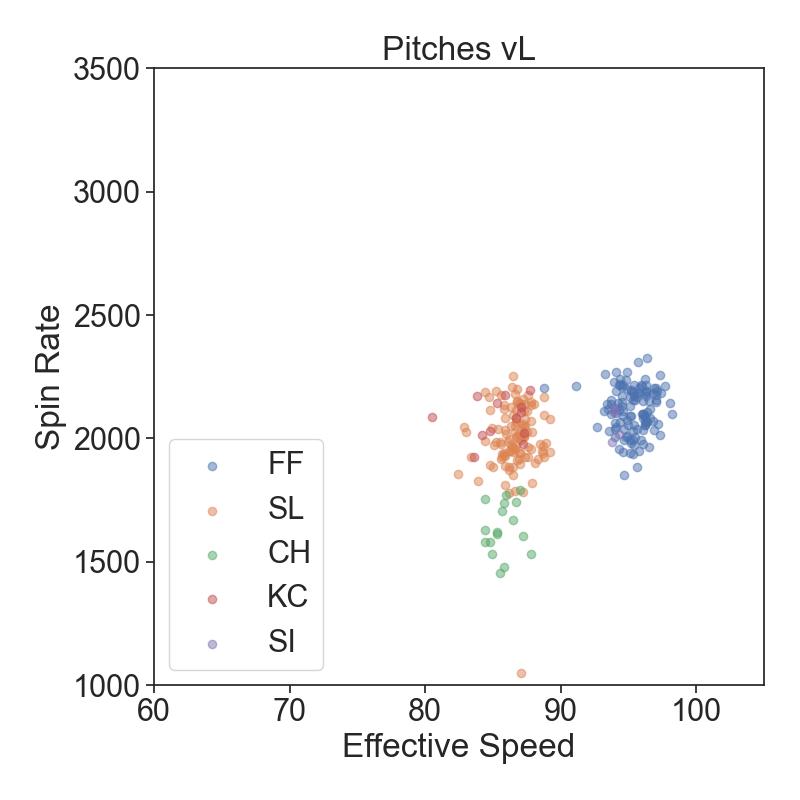 Pitches vL
3500
3000
2500
2000
1500
1000
Spin Rate
FF
SL
CH
KC
SI
60 70 80 90 100
Effective Speed